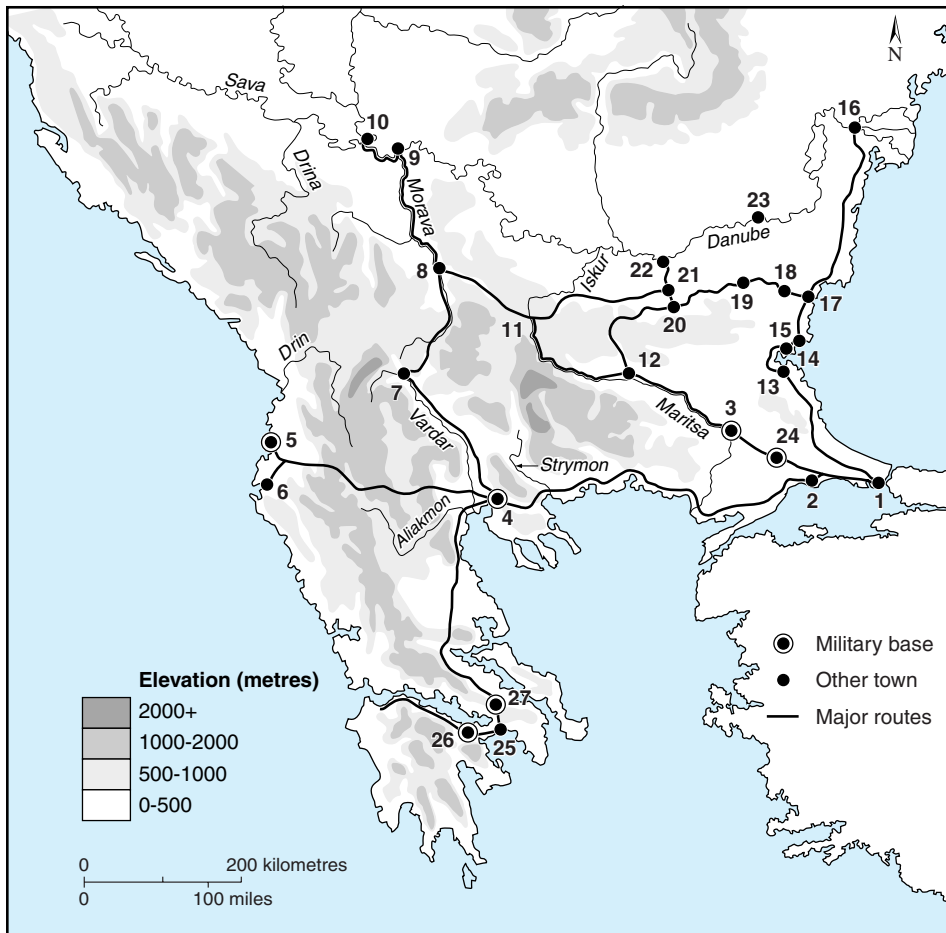 N
Sava
10
9
16
Drina
Morava
23
Danube
8
22
21
Iskur
19
18
17
20
11
15
14
13
Drin
12
7
Maritsa
3
24
Vardar
5
Strymon
6
4
2
1
Aliakmon
Military base
Elevation (metres)
27
Other town
2000+
Major routes
1000-2000
26
25
500-1000
0-500
0 200 kilometres
0 100 miles